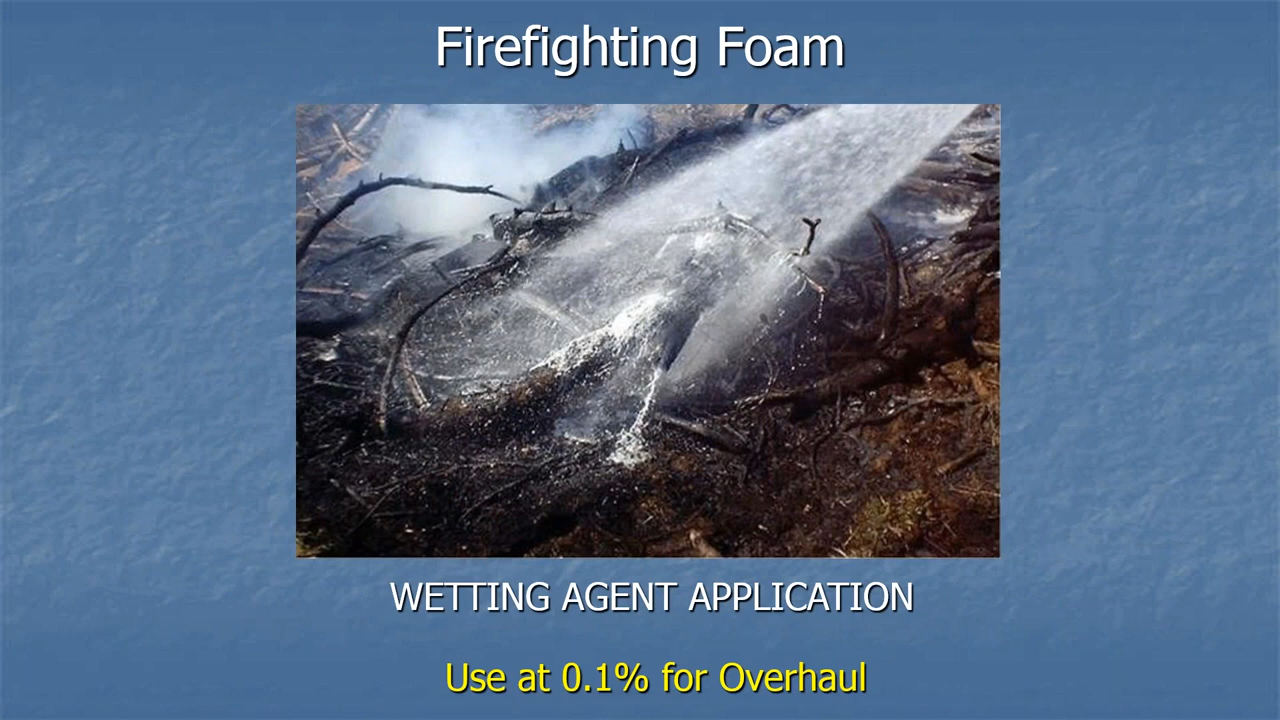 Firefighting Foam
WETTING AGENT APPLICATION
Use at 0.1% for Overhaul